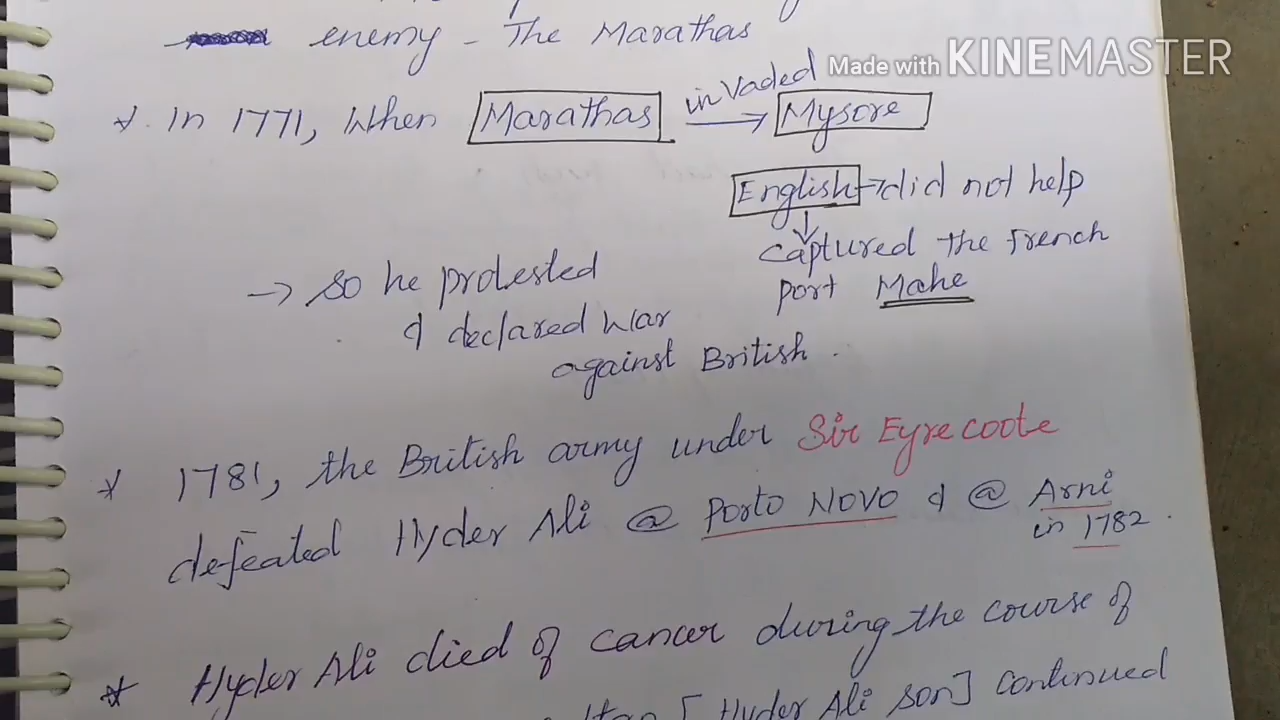 enemy - The Marathas
Made with KINEMASTER
* In 1771, When Marathas invaded → Mysore
English → did not help
↓
captured the French
port Mahe
→ So he protested
& declared War
against British.
* 1781, the British army under Sir Eyrecoote
defeated Hyder Ali @ Porto Novo & @ Arni
in 1782.
* Hyder Ali died of cancer during the course of
[Hyder Ali son] continued